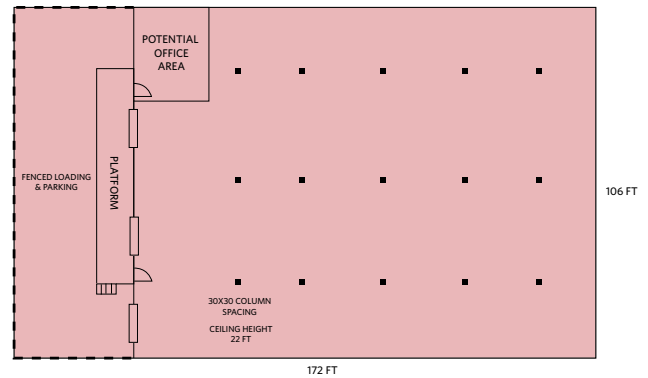 POTENTIAL
OFFICE
AREA
FENCED LOADING
& PARKING
PLATFORM
106 FT
30X30 COLUMN
SPACING
CEILING HEIGHT
22 FT
172 FT